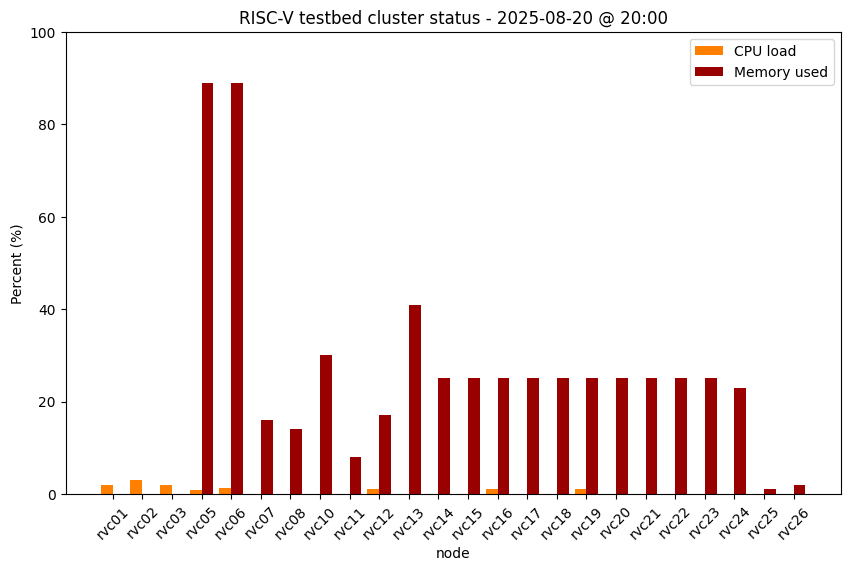 RISC-V testbed cluster status - 2025-08-20 @ 20:00
100
80
60
40
20
0
Percent (%)
CPU load
Memory used
rvc01
rvc02
rvc03
rvc05
rvc06
rvc07
rvc08
rvc10
rvc11
rvc12
rvc13
rvc14
rvc15
rvc16
rvc17
rvc18
rvc19
rvc20
rvc21
rvc22
rvc23
rvc24
rvc25
rvc26
node